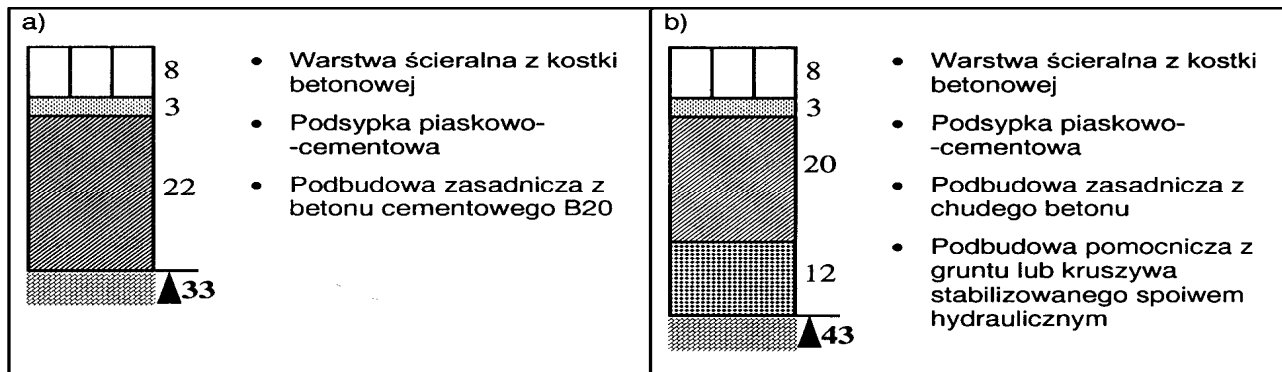 a)
8
3
22
33
• Warstwa ścieralna z kostki
betonowej
• Podsypka piaskowo-
-cementowa
• Podbudowa zasadnicza z
betonu cementowego B20
b)
8
3
20
12
43
• Warstwa ścieralna z kostki
betonowej
• Podsypka piaskowo-
-cementowa
• Podbudowa zasadnicza z
chudego betonu
• Podbudowa pomocnicza z
gruntu lub kruszywa
stabilizowanego spoiwem
hydraulicznym